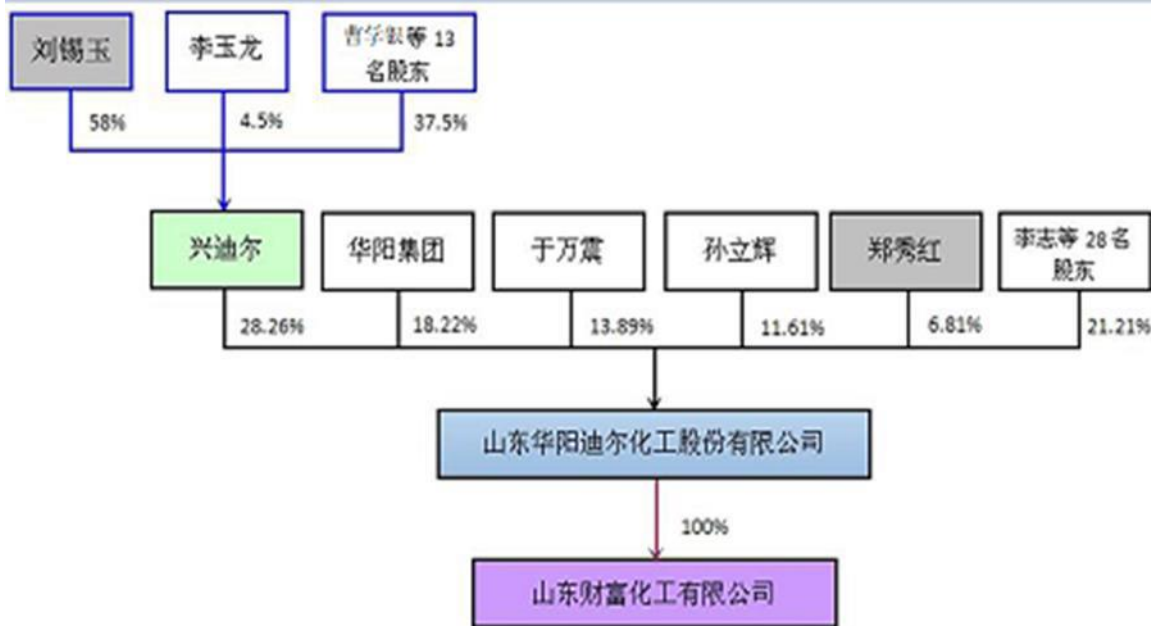 刘锡玉
李玉龙
曹学银等 13
名股东
58%
4.5%
37.5%
兴迪尔
华阳集团
于万震
孙立辉
郑秀红
李志等 28 名
股东
28.26%
18.22%
13.89%
11.61%
6.81%
21.21%
山东华阳迪尔化工股份有限公司
100%
山东财富化工有限公司